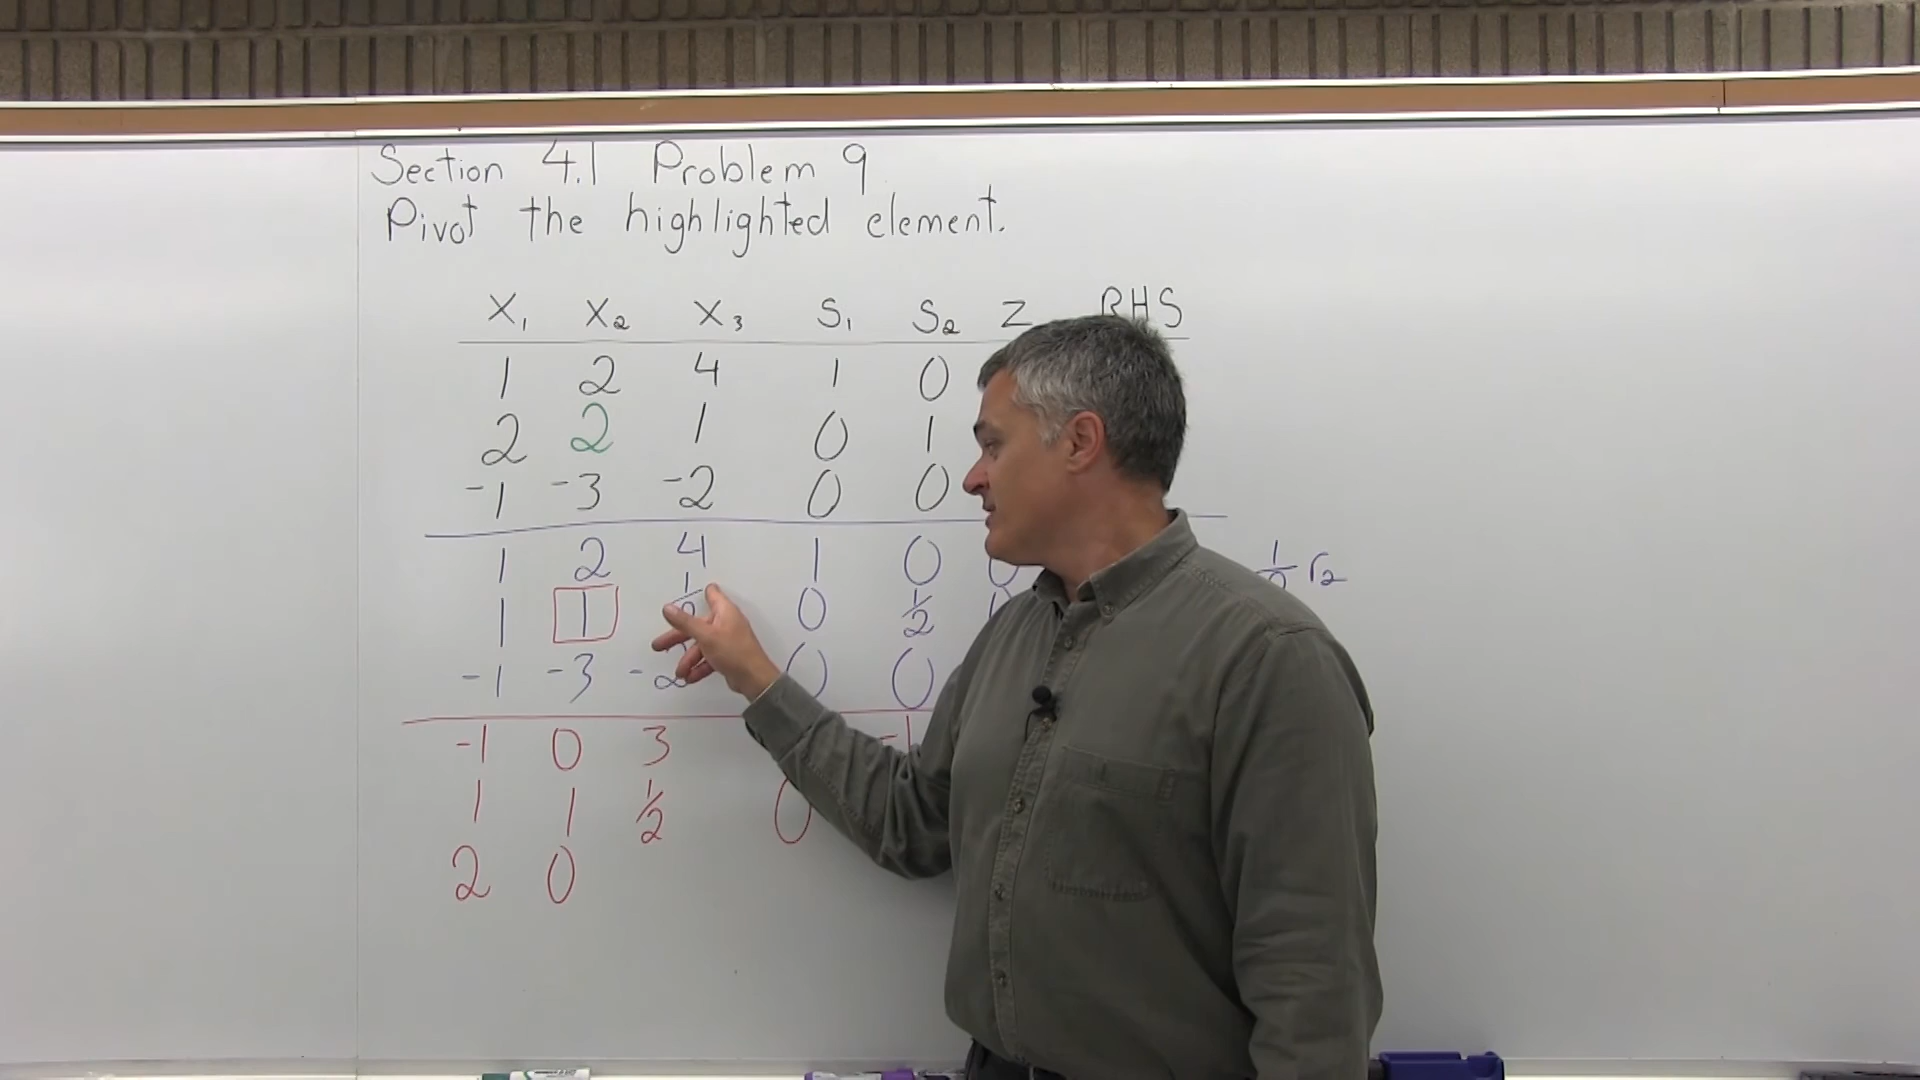 Section 4.1 Problem 9
Pivot the highlighted element.
X₁ X₂ X₃ S₁ S₂ Z RHS
1 2 4 1 0
2 2 1 0 1
-1 -3 -2 0 0
1 2 4 1 0 0
1 1 1/2 0 1/2 0 1/2 r₂
-1 -3 -2 0 0
-1 0 3 -1
1 1 1/2 0
2 0